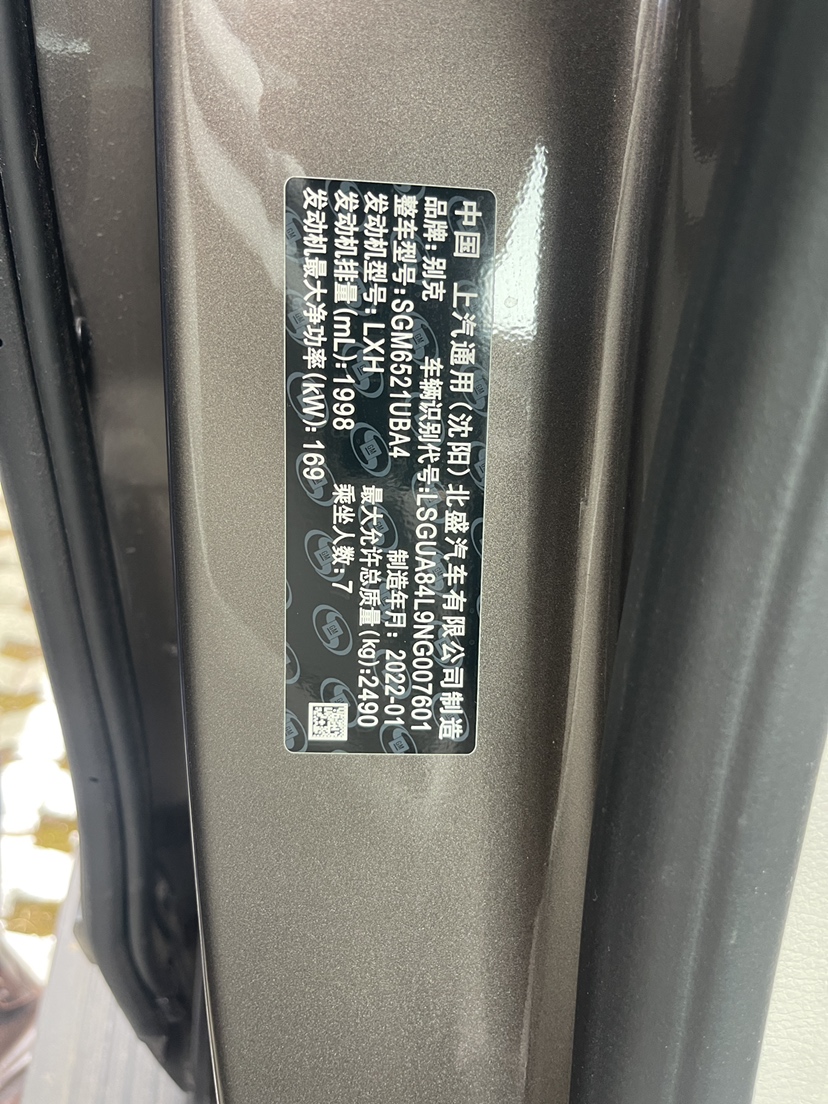 中国 上汽通用(沈阳)北盛汽车有限公司制造
品牌:别克 车辆识别代号:LSGUA84L9NG007601
整车型号:SGM6521UBA4 制造年月:2022-01
发动机型号:LXH 最大允许总质量(kg):2490
发动机排量(mL):1998 乘坐人数:7
发动机最大净功率(kW):169